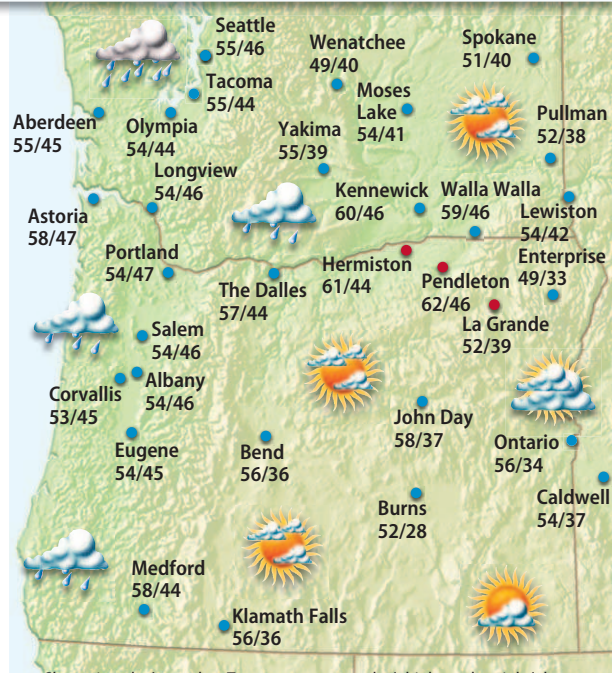 Seattle
55/46
Wenatchee
49/40
Spokane
51/40
Tacoma
55/44
Moses
Lake
54/41
Pullman
52/38
Aberdeen
55/45
Olympia
54/44
Yakima
55/39
Longview
54/46
Kennewick
60/46
Walla Walla
59/46
Lewiston
54/42
Astoria
58/47
Portland
54/47
The Dalles
57/44
Hermiston
61/44
Pendleton
62/46
Enterprise
49/33
La Grande
52/39
Salem
54/46
Albany
54/46
Corvallis
53/45
John Day
58/37
Eugene
54/45
Bend
56/36
Ontario
56/34
Burns
52/28
Caldwell
54/37
Medford
58/44
Klamath Falls
56/36